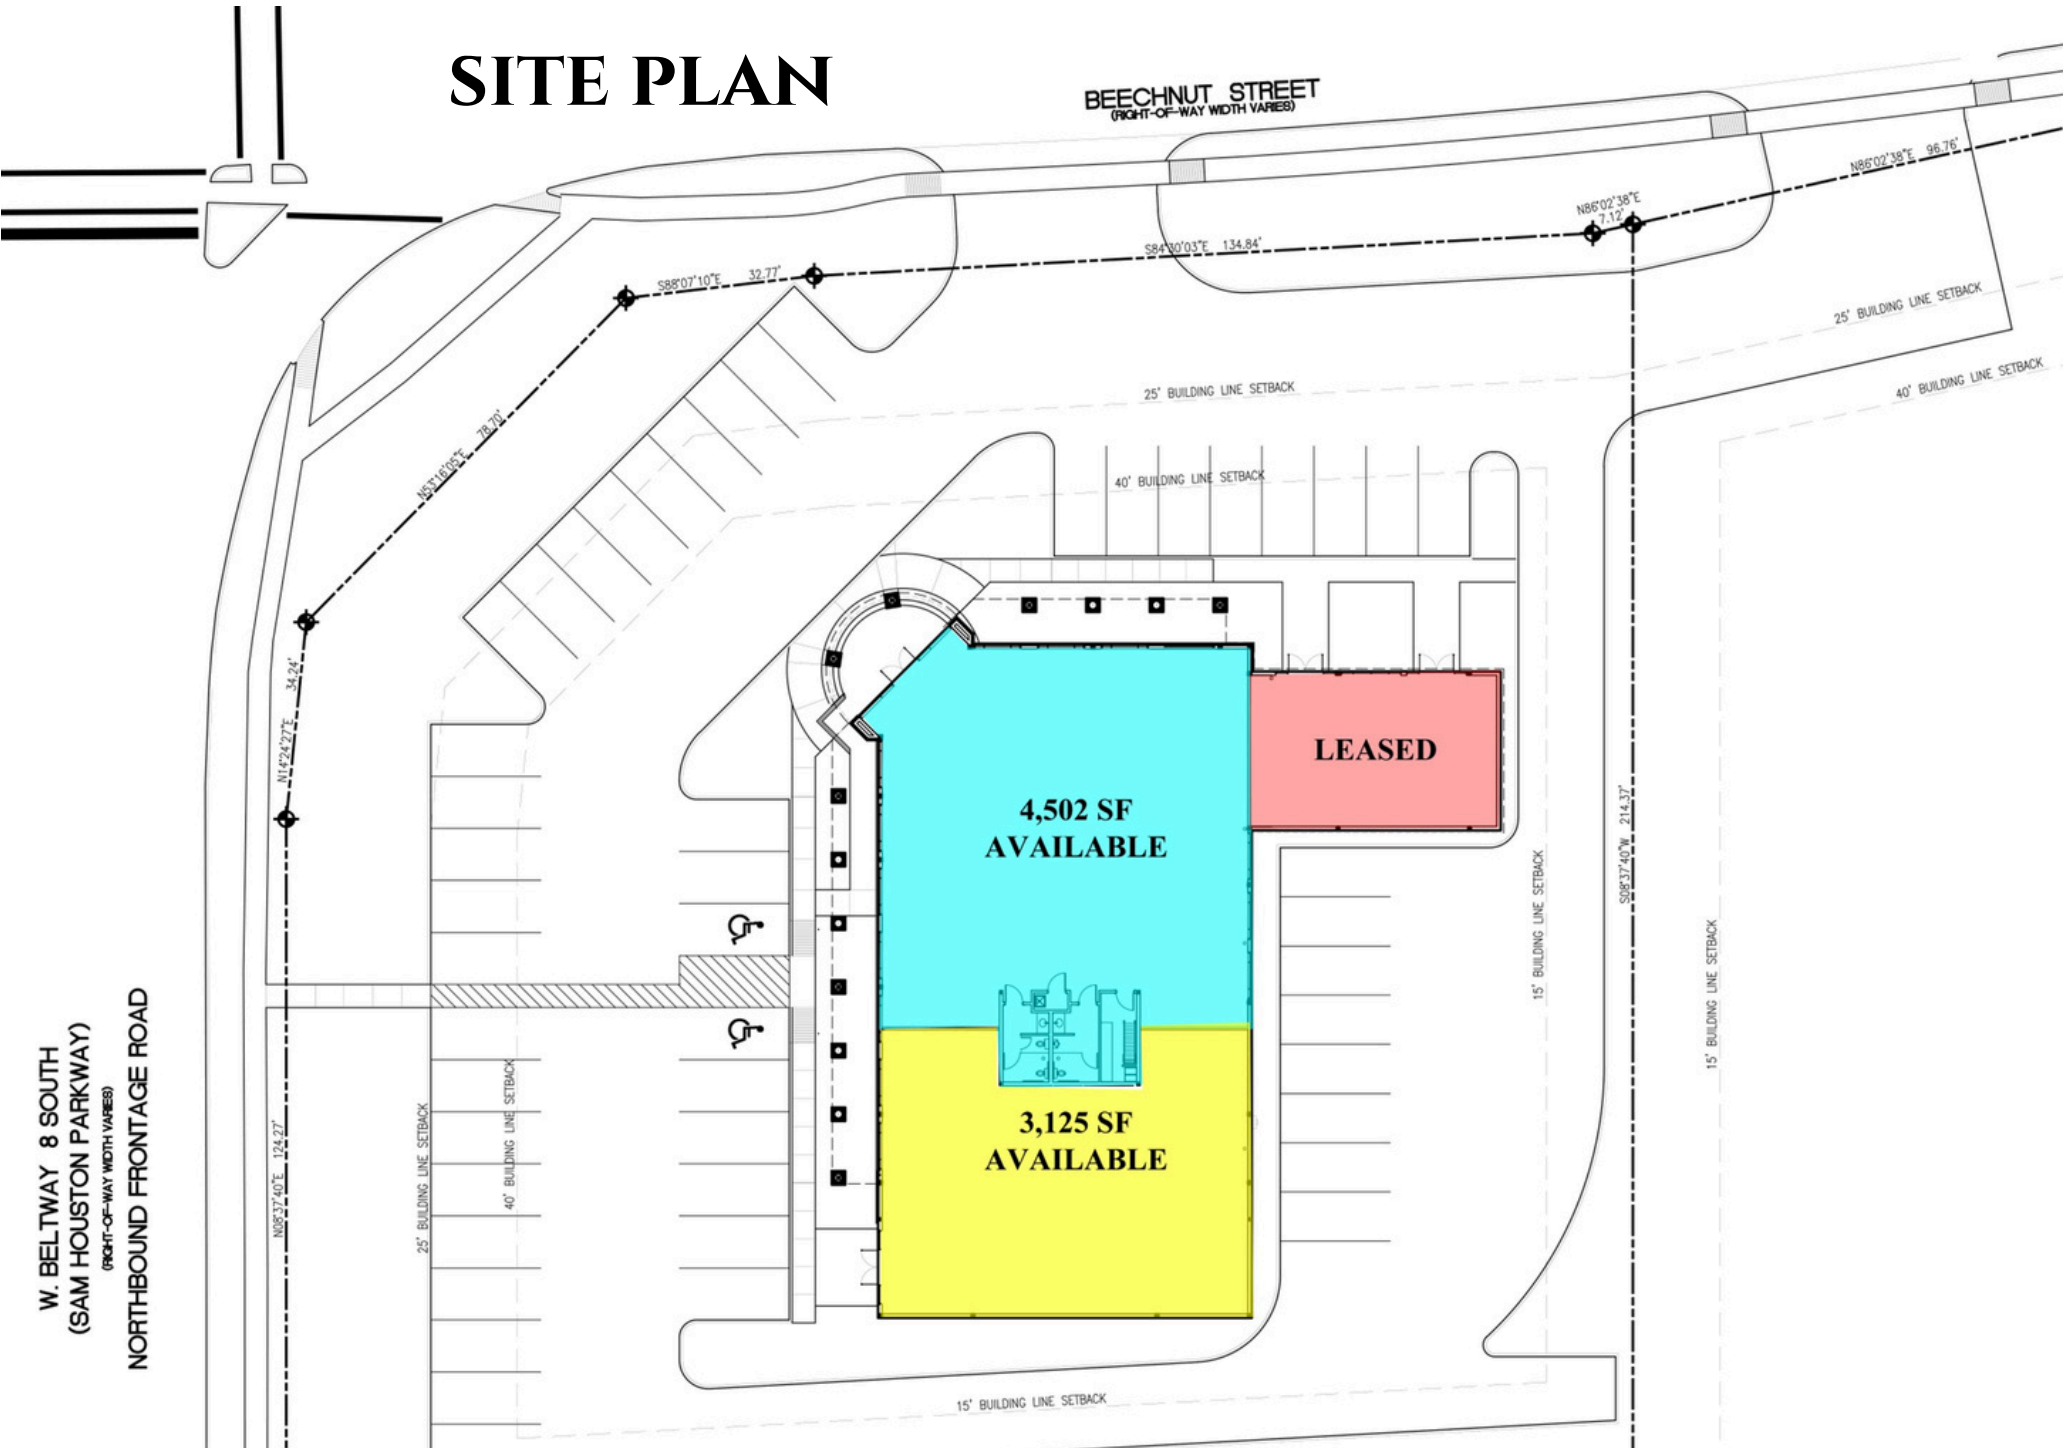 SITE PLAN
BEECHNUT STREET
(RIGHT-OF-WAY WIDTH VARIES)
N86°02'38"E 96.76'
N86°02'38"E
7.12'
S84°30'03"E 134.84'
S88°07'10"E 32.77'
25' BUILDING LINE SETBACK
40' BUILDING LINE SETBACK
25' BUILDING LINE SETBACK
40' BUILDING LINE SETBACK
N53°16'05"E 78.70'
N14°24'27"E 34.24'
LEASED
4,502 SF
AVAILABLE
S08°37'40"W 214.37'
15' BUILDING LINE SETBACK
15' BUILDING LINE SETBACK
3,125 SF
AVAILABLE
W. BELTWAY 8 SOUTH
(SAM HOUSTON PARKWAY)
(RIGHT-OF-WAY WIDTH VARIES)
NORTHBOUND FRONTAGE ROAD
N08°37'40"E 124.27'
25' BUILDING LINE SETBACK
40' BUILDING LINE SETBACK
15' BUILDING LINE SETBACK